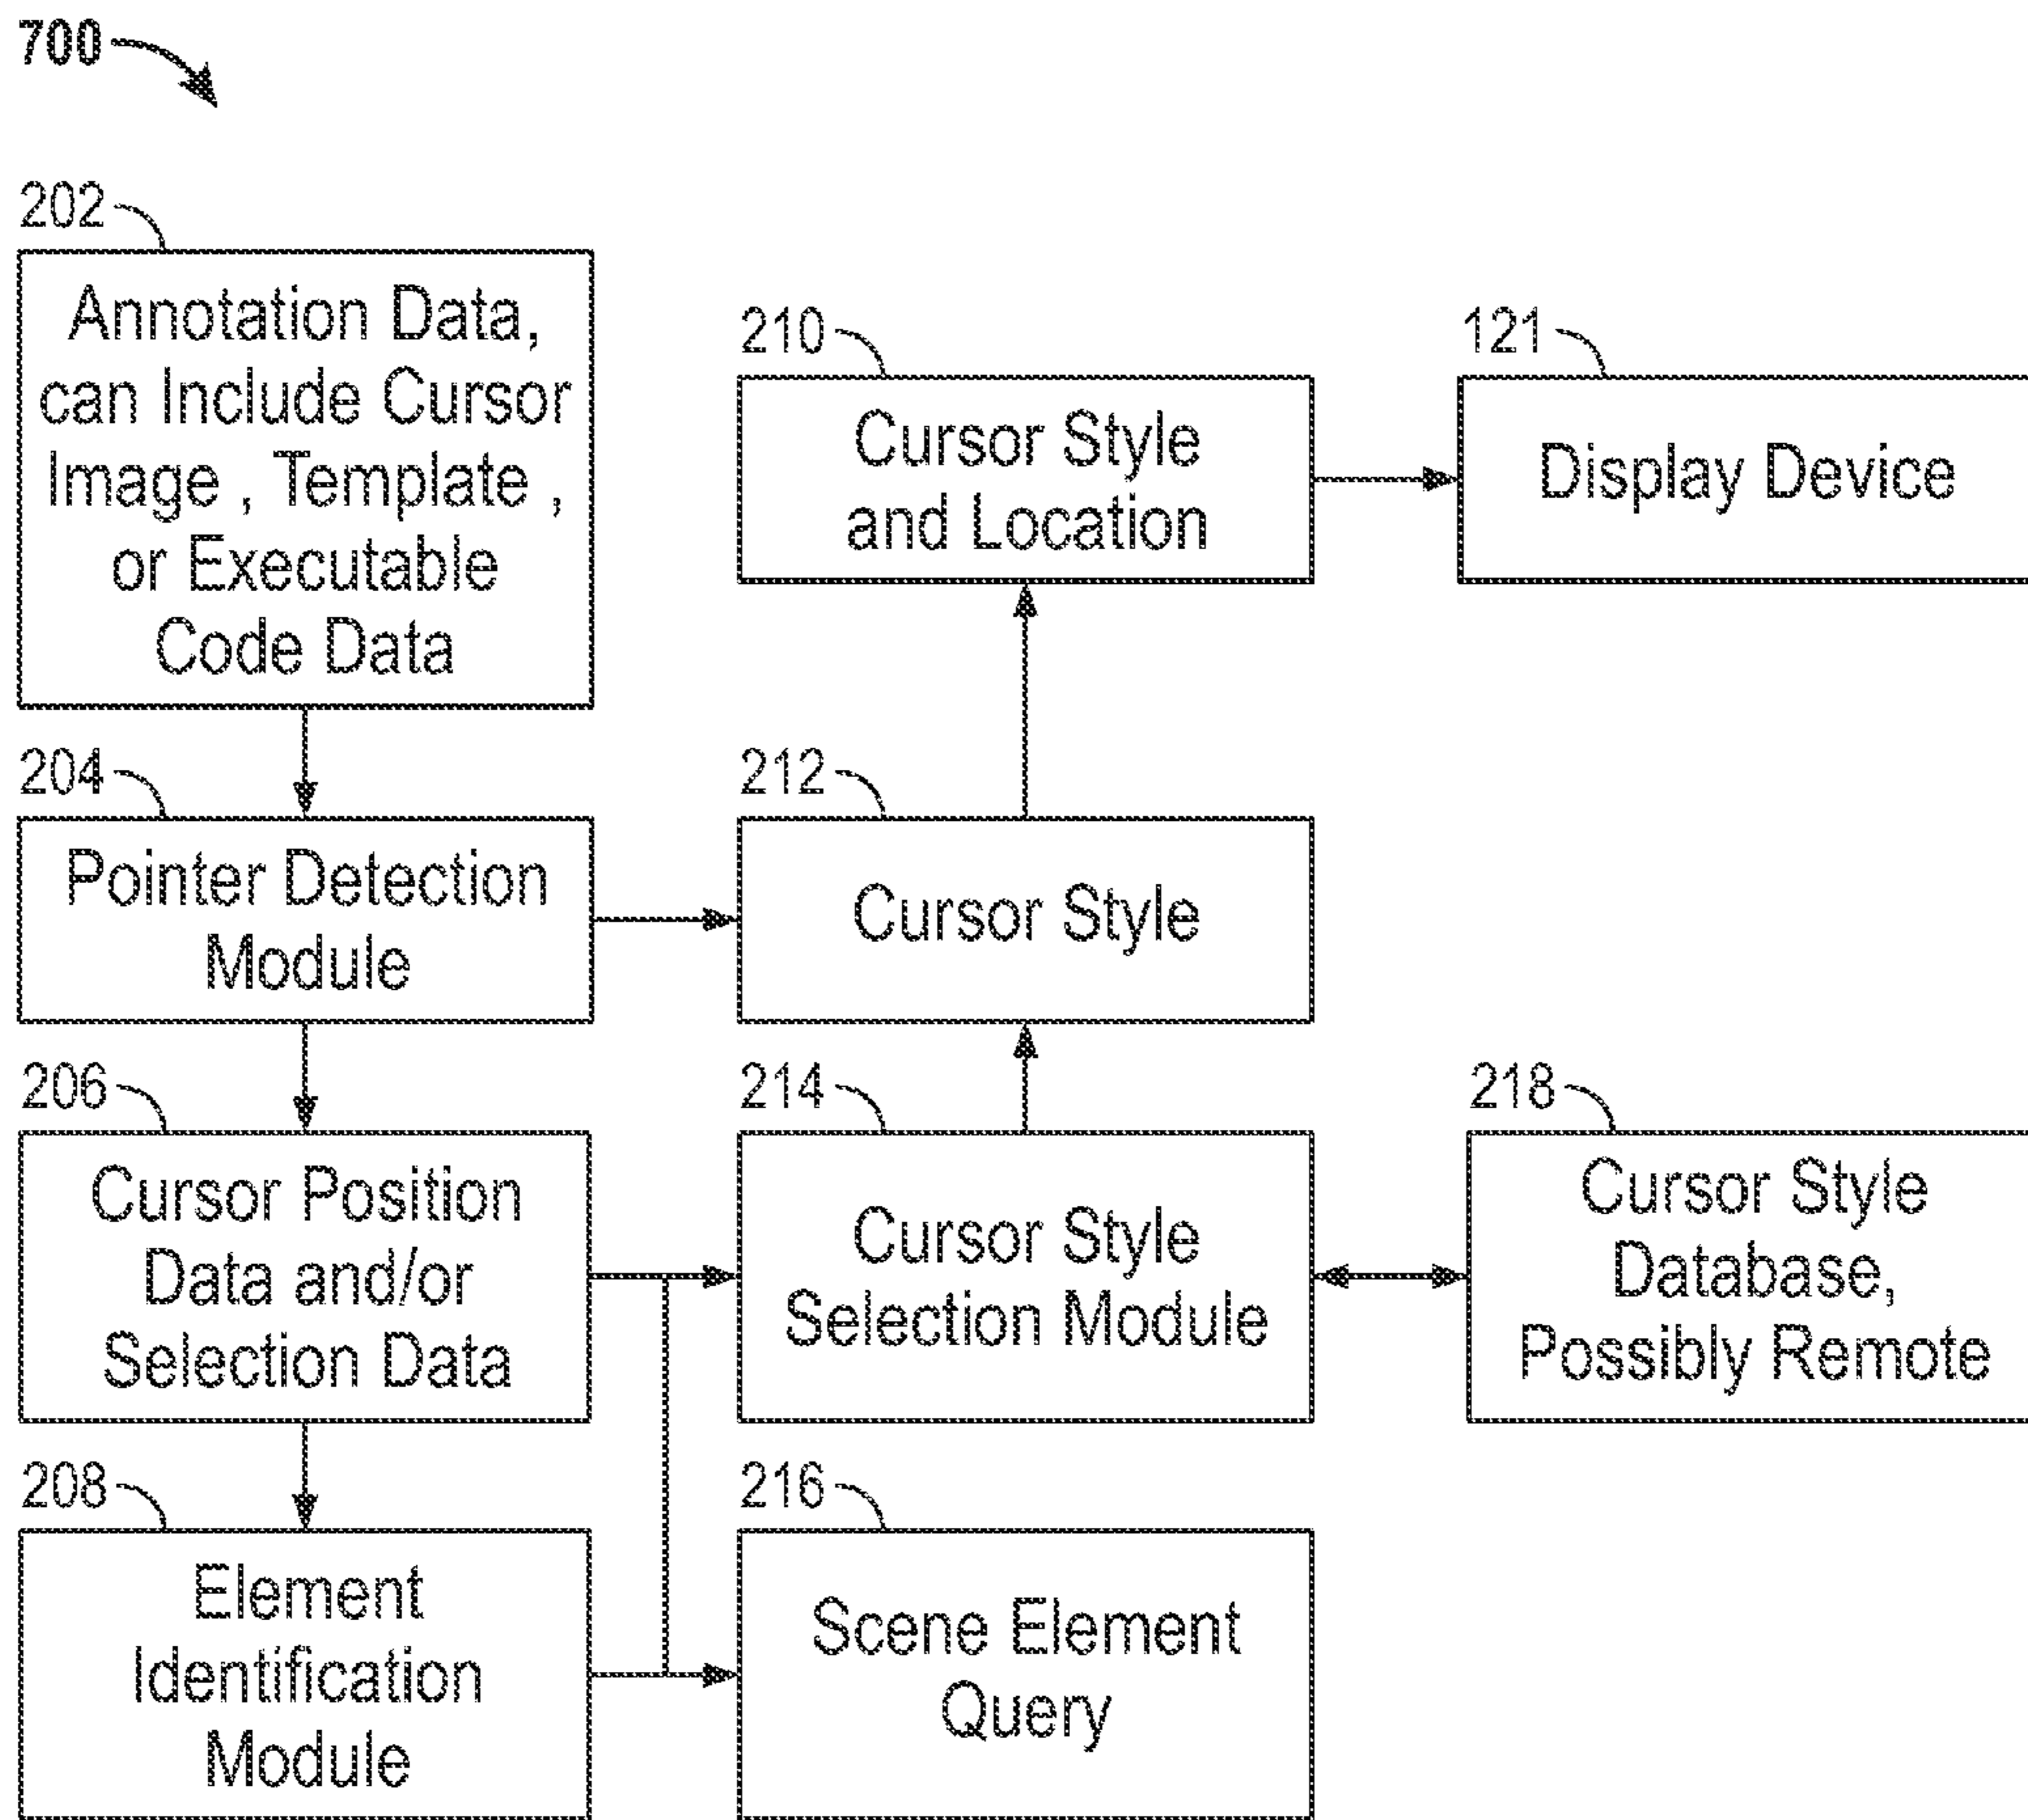 700
202
Annotation Data,
can Include Cursor
Image , Template ,
or Executable
Code Data
210
Cursor Style
and Location
121
Display Device
204
Pointer Detection
Module
212
Cursor Style
206
Cursor Position
Data and/or
Selection Data
214
Cursor Style
Selection Module
218
Cursor Style
Database,
Possibly Remote
208
Element
Identification
Module
216
Scene Element
Query